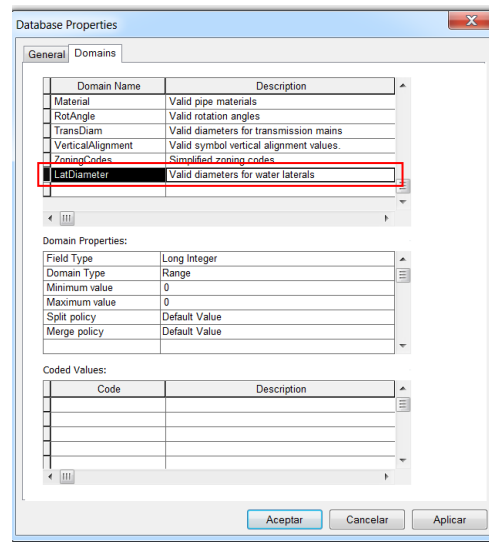 Database Properties
X
General Domains
Domain Name Description
Material Valid pipe materials
RotAngle Valid rotation angles
TransDiam Valid diameters for transmission mains
VerticalAlignment Valid symbol vertical alignment values.
ZoningCodes Simplified zoning codes
LatDiameter Valid diameters for water laterals
Domain Properties:
Field Type Long Integer
Domain Type Range
Minimum value 0
Maximum value 0
Split policy Default Value
Merge policy Default Value
Coded Values:
Code Description
Aceptar Cancelar Aplicar